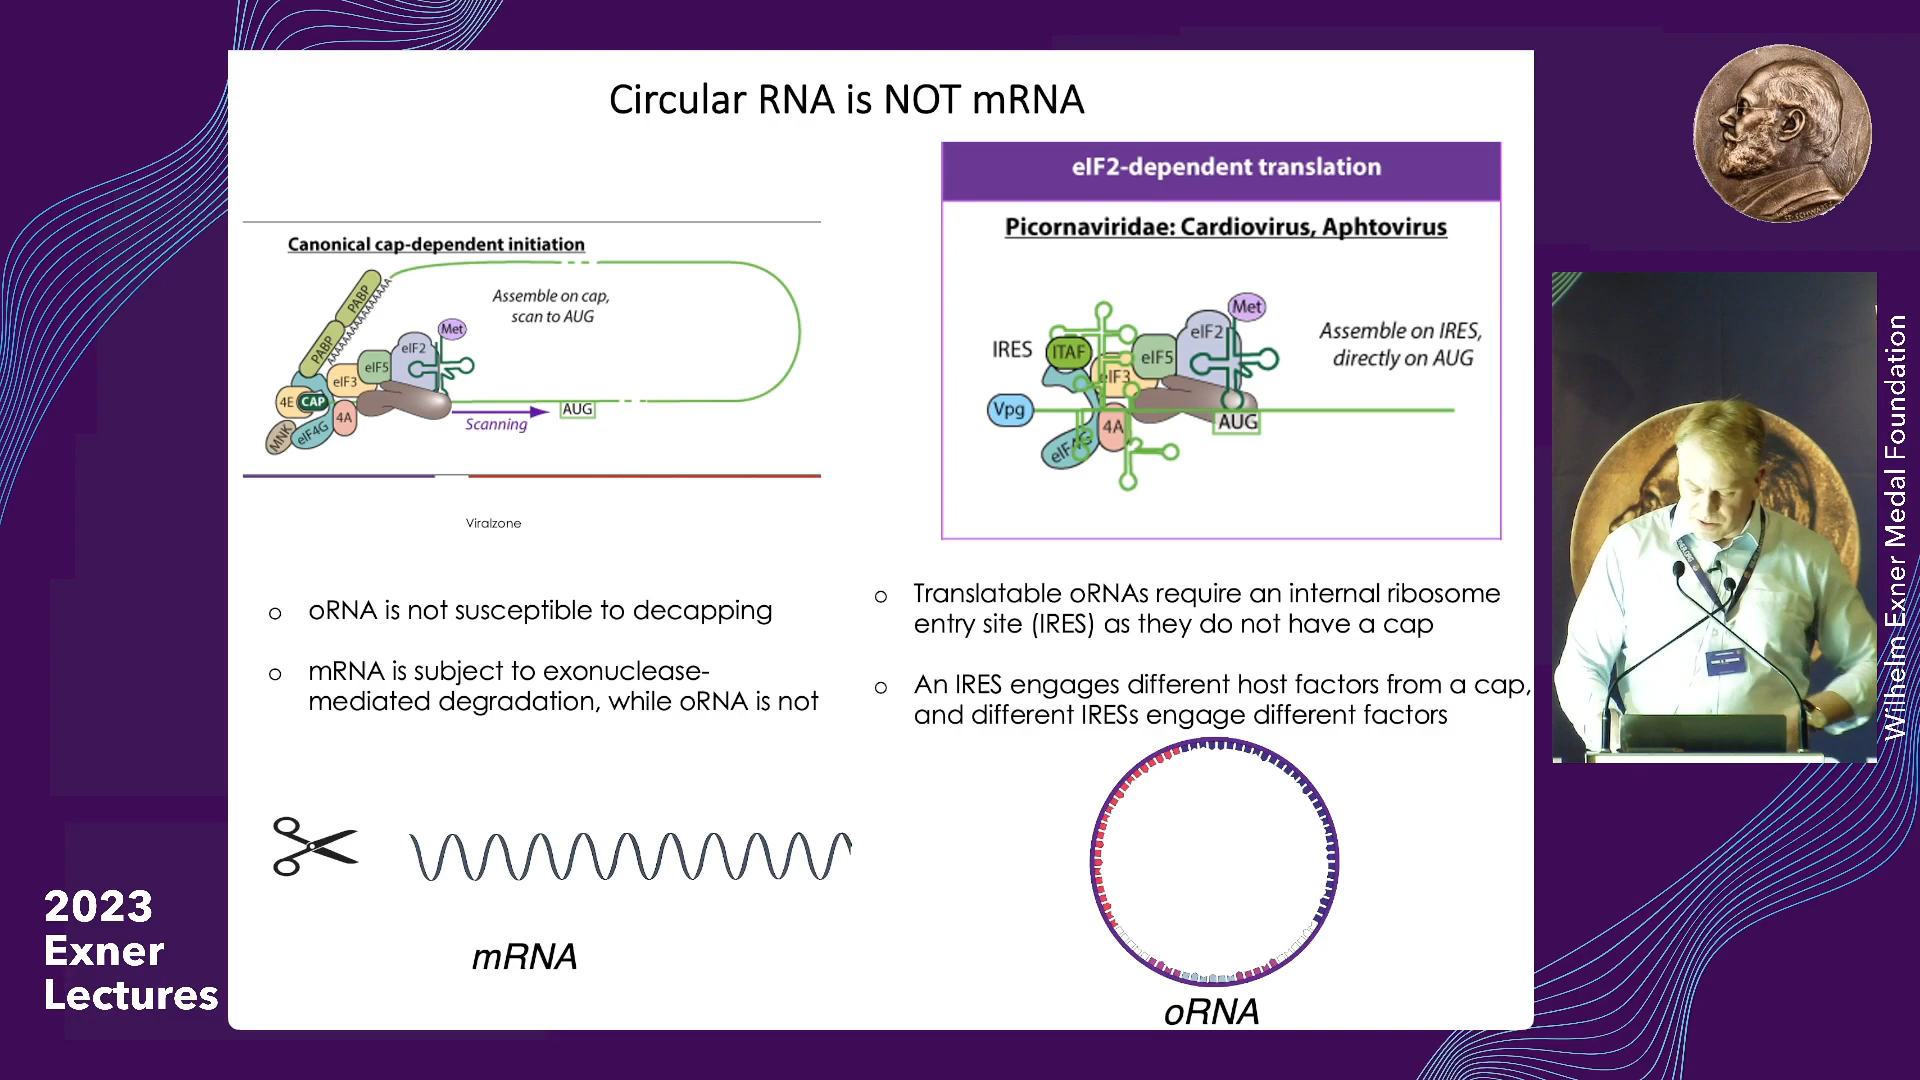 Circular RNA is NOT mRNA
Canonical cap-dependent initiation
PABP
PABP
AAAAAAAAAAAAAA
Assemble on cap,
scan to AUG
Met
eIF2
eIF5
eIF3
4E
CAP
4A
MNK
eIF4G
AUG
Scanning
Viralzone
eIF2-dependent translation
Picornaviridae: Cardiovirus, Aphtovirus
Met
eIF2
IRES
ITAF
eIF5
eIF3
Assemble on IRES,
directly on AUG
Vpg
4A
eIF4G
AUG
o oRNA is not susceptible to decapping
o mRNA is subject to exonuclease-
mediated degradation, while oRNA is not
o Translatable oRNAs require an internal ribosome
entry site (IRES) as they do not have a cap
o An IRES engages different host factors from a cap,
and different IRESs engage different factors
mRNA
oRNA
2023
Exner
Lectures
Wilhelm Exner Medal Foundation